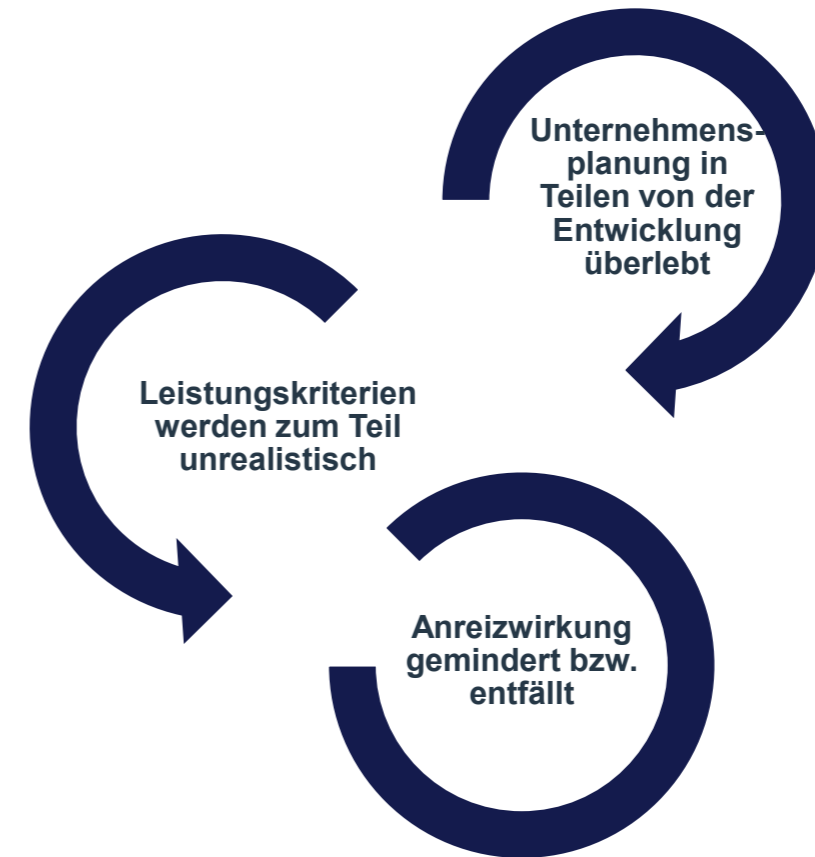 Unternehmens-
planung in
Teilen von der
Entwicklung
überlebt
Leistungskriterien
werden zum Teil
unrealistisch
Anreizwirkung
gemindert bzw.
entfällt